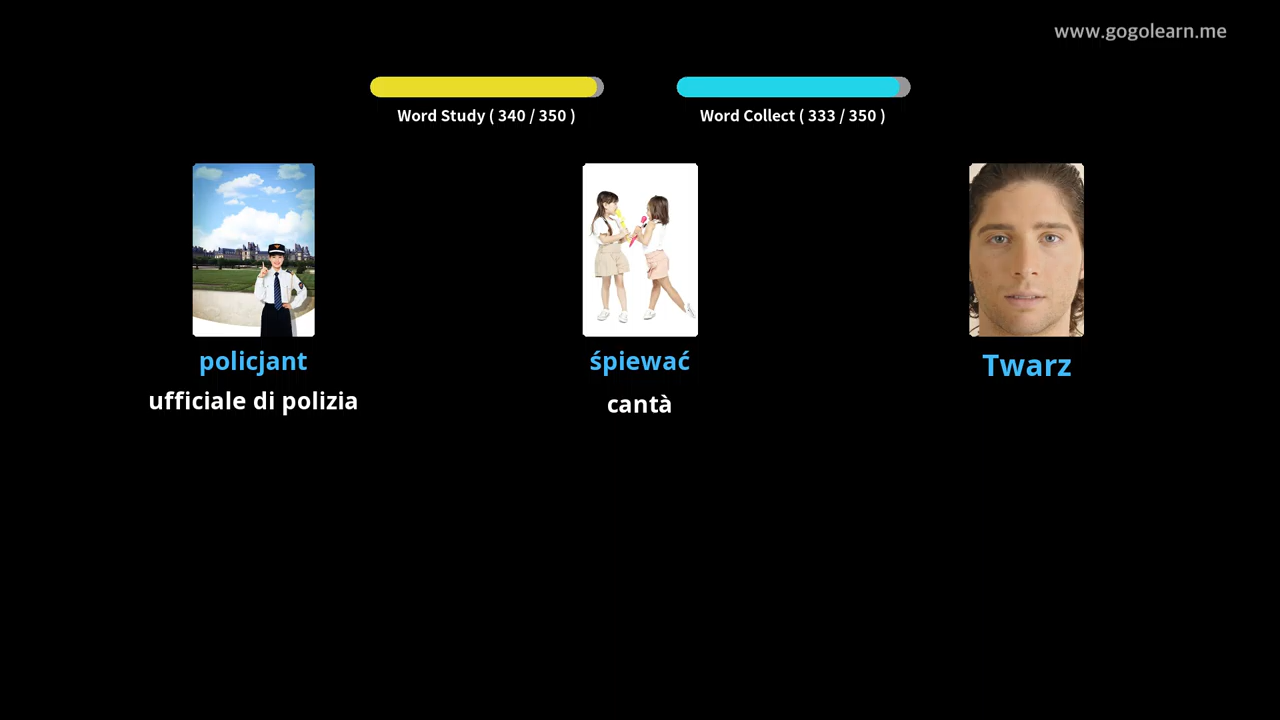 www.gogolearn.me
Word Study ( 340 / 350 )
Word Collect ( 333 / 350 )
policjant
ufficiale di polizia
śpiewać
cantà
Twarz